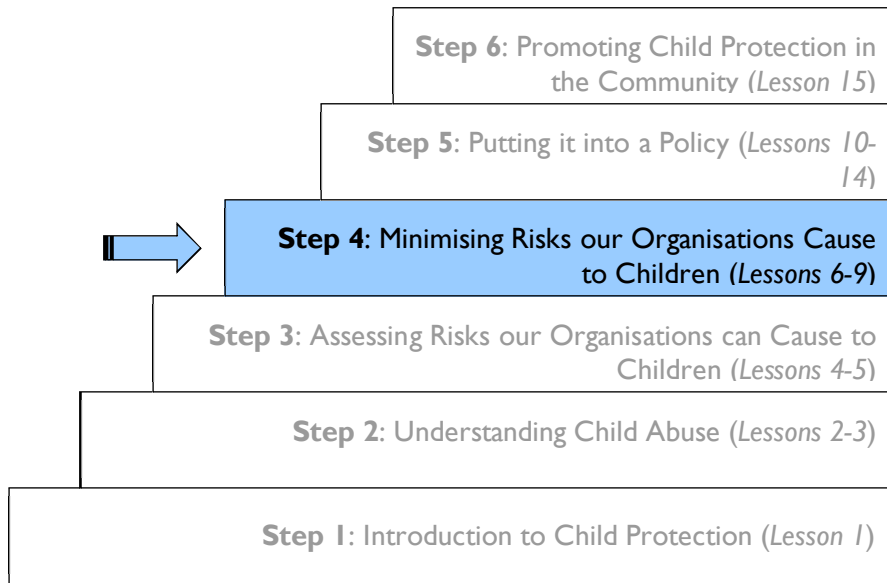 Step 6: Promoting Child Protection in
the Community (Lesson 15)
Step 5: Putting it into a Policy (Lessons 10-
14)
Step 4: Minimising Risks our Organisations Cause
to Children (Lessons 6-9)
Step 3: Assessing Risks our Organisations can Cause to
Children (Lessons 4-5)
Step 2: Understanding Child Abuse (Lessons 2-3)
Step 1: Introduction to Child Protection (Lesson 1)